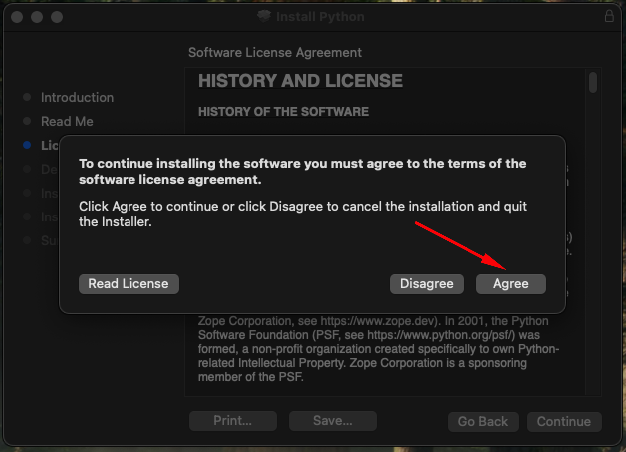 Install Python
Software License Agreement
HISTORY AND LICENSE
HISTORY OF THE SOFTWARE
Introduction
Read Me
Lic
De
Ins
Ins
Su
To continue installing the software you must agree to the terms of the
software license agreement.
Click Agree to continue or click Disagree to cancel the installation and quit
the Installer.
Read License
Disagree
Agree
Zope Corporation, see https://www.zope.dev). In 2001, the Python
Software Foundation (PSF, see https://www.python.org/psf/) was
formed, a non-profit organization created specifically to own Python-
related Intellectual Property. Zope Corporation is a sponsoring
member of the PSF.
Print...
Save...
Go Back
Continue